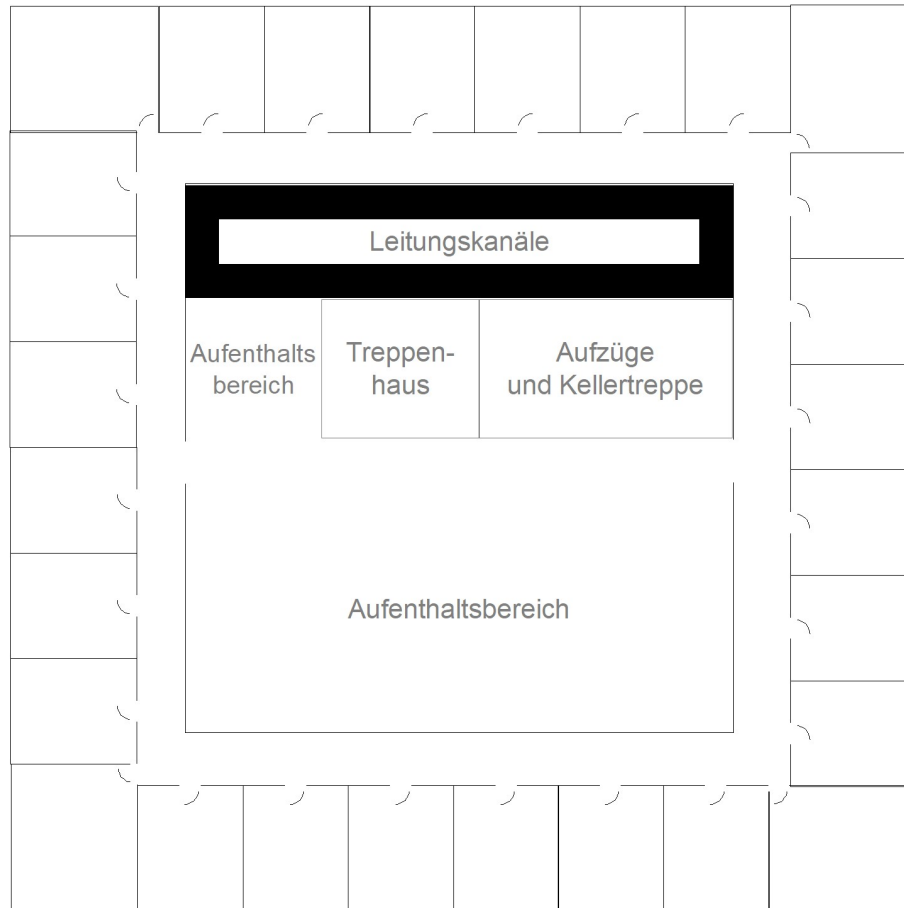 Leitungskanäle
Aufenthalts
bereich
Treppen-
haus
Aufzüge
und Kellertreppe
Aufenthaltsbereich